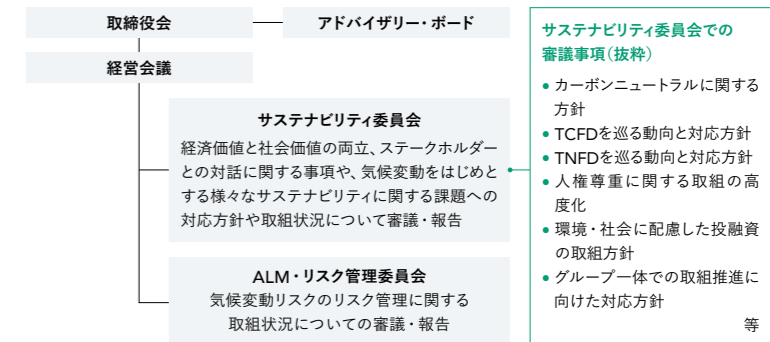 取締役会
アドバイザリー・ボード
経営会議
サステナビリティ委員会
経済価値と社会価値の両立、ステークホルダー
との対話に関する事項や、気候変動をはじめと
する様々なサステナビリティに関する課題への
対応方針や取組状況について審議・報告
ALM・リスク管理委員会
気候変動リスクのリスク管理に関する
取組状況についての審議・報告
サステナビリティ委員会での
審議事項（抜粋）
● カーボンニュートラルに関する
方針
● TCFDを巡る動向と対応方針
● TNFDを巡る動向と対応方針
● 人権尊重に関する取組の高
度化
● 環境・社会に配慮した投融資
の取組方針
● グループ一体での取組推進に
向けた対応方針
等